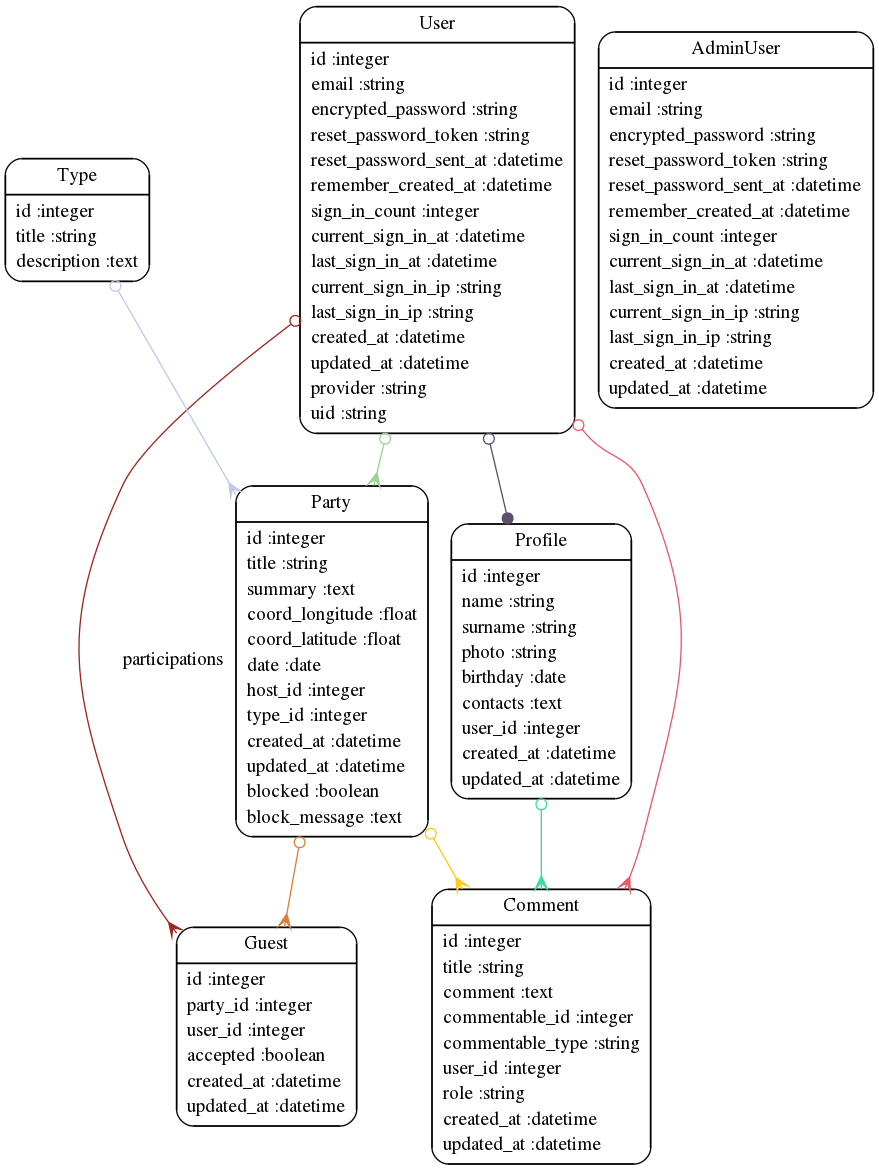 User
id :integer
email :string
encrypted_password :string
reset_password_token :string
reset_password_sent_at :datetime
remember_created_at :datetime
sign_in_count :integer
current_sign_in_at :datetime
last_sign_in_at :datetime
current_sign_in_ip :string
last_sign_in_ip :string
created_at :datetime
updated_at :datetime
provider :string
uid :string
AdminUser
id :integer
email :string
encrypted_password :string
reset_password_token :string
reset_password_sent_at :datetime
remember_created_at :datetime
sign_in_count :integer
current_sign_in_at :datetime
last_sign_in_at :datetime
current_sign_in_ip :string
last_sign_in_ip :string
created_at :datetime
updated_at :datetime
Type
id :integer
title :string
description :text
Party
id :integer
title :string
summary :text
coord_longitude :float
coord_latitude :float
date :date
host_id :integer
type_id :integer
created_at :datetime
updated_at :datetime
blocked :boolean
block_message :text
Profile
id :integer
name :string
surname :string
photo :string
birthday :date
contacts :text
user_id :integer
created_at :datetime
updated_at :datetime
participations
Guest
id :integer
party_id :integer
user_id :integer
accepted :boolean
created_at :datetime
updated_at :datetime
Comment
id :integer
title :string
comment :text
commentable_id :integer
commentable_type :string
user_id :integer
role :string
created_at :datetime
updated_at :datetime